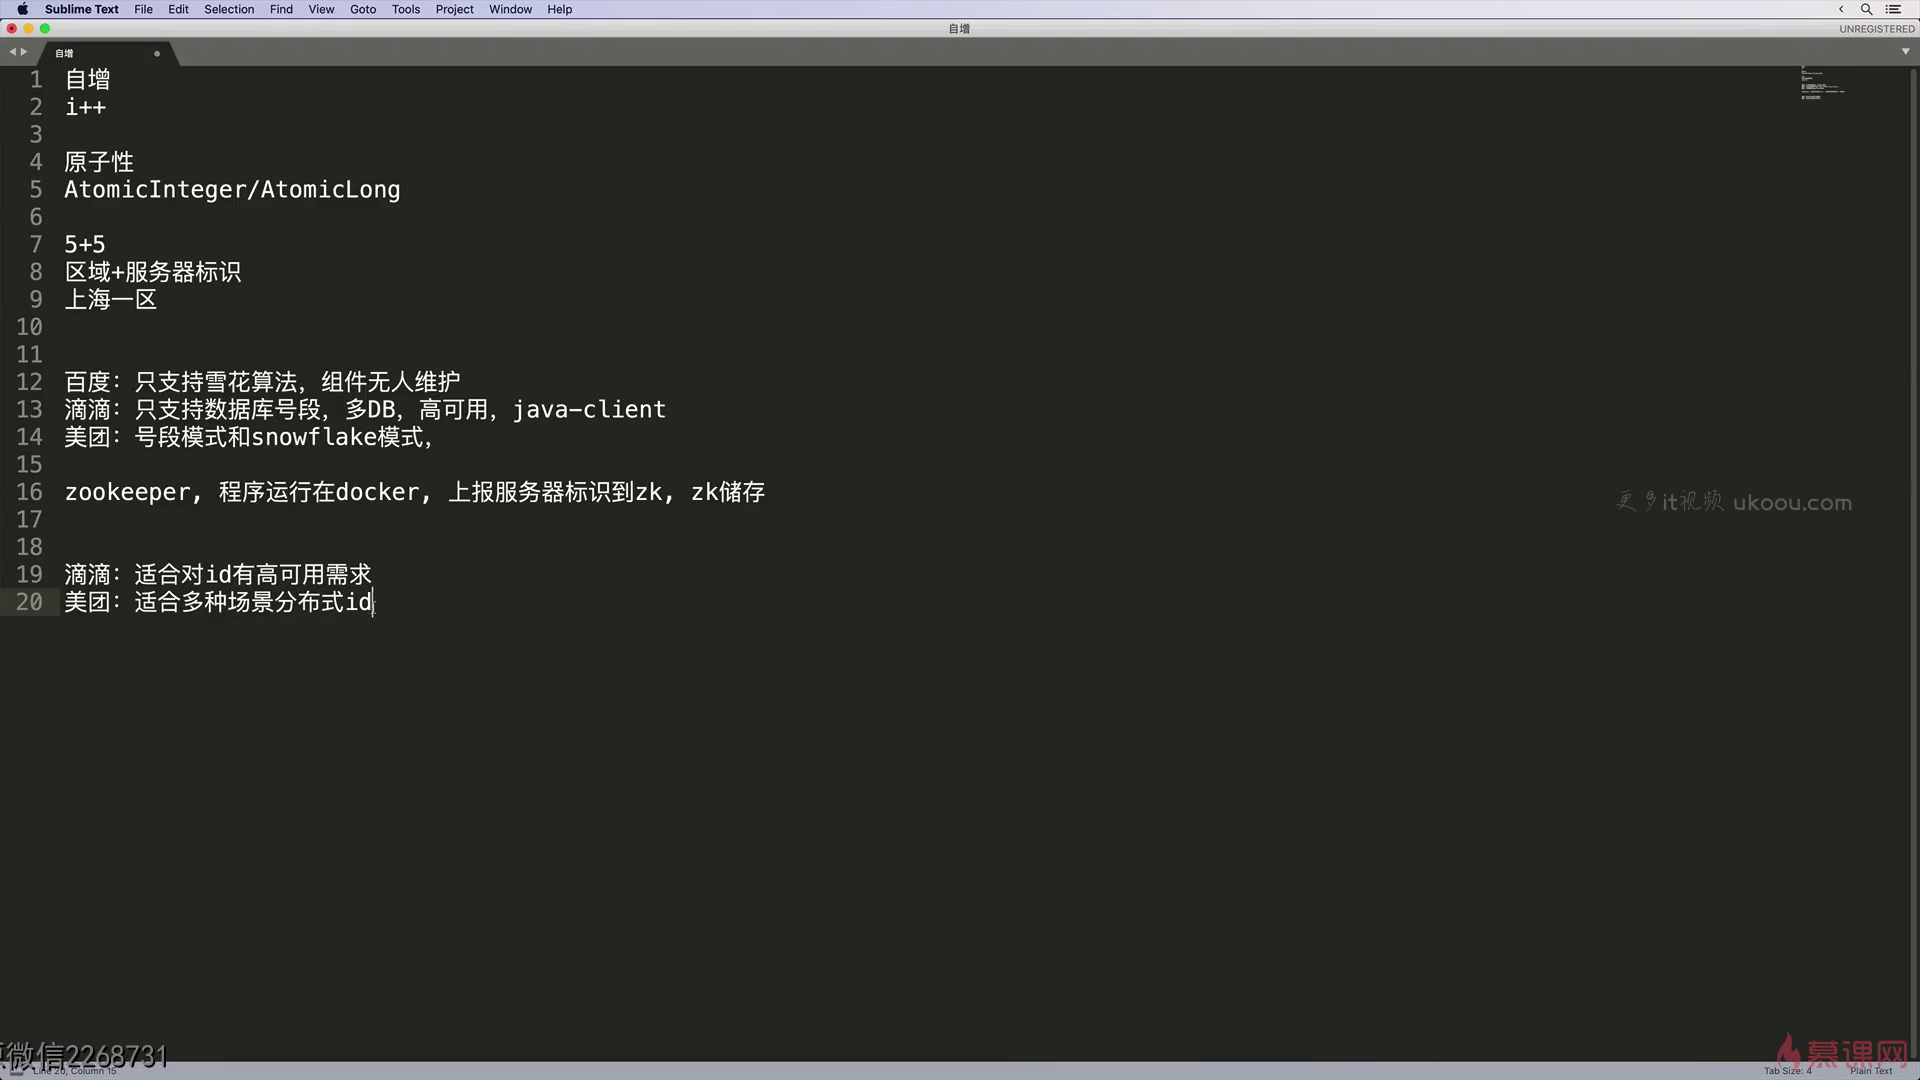 Sublime Text File Edit Selection Find View Goto Tools Project Window Help
自增
UNREGISTERED
自增
1 自增
2 i++
3
4 原子性
5 AtomicInteger/AtomicLong
6
7 5+5
8 区域+服务器标识
9 上海一区
10
11
12 百度：只支持雪花算法，组件无人维护
13 滴滴：只支持数据库号段，多DB，高可用，java-client
14 美团：号段模式和snowflake模式，
15
16 zookeeper, 程序运行在docker, 上报服务器标识到zk, zk储存
17
18
19 滴滴：适合对id有高可用需求
20 美团：适合多种场景分布式id
更多it视频 ukoou.com
微信2268731
慕课网
Line 20, Column 15
Tab Size: 4
Plain Text